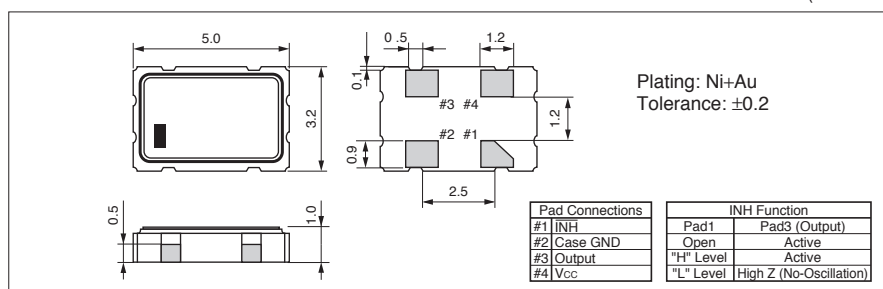 5.0
3.2
0.5
1.0
0 .5
1.2
0.1
#3 #4
#2 #1
1.2
0.9
2.5
Plating: Ni+Au
Tolerance: ±0.2
Pad Connections
#1 INH
#2 Case GND
#3 Output
#4 Vcc
INH Function
Pad1 Pad3 (Output)
Open Active
"H" Level Active
"L" Level High Z (No-Oscillation)